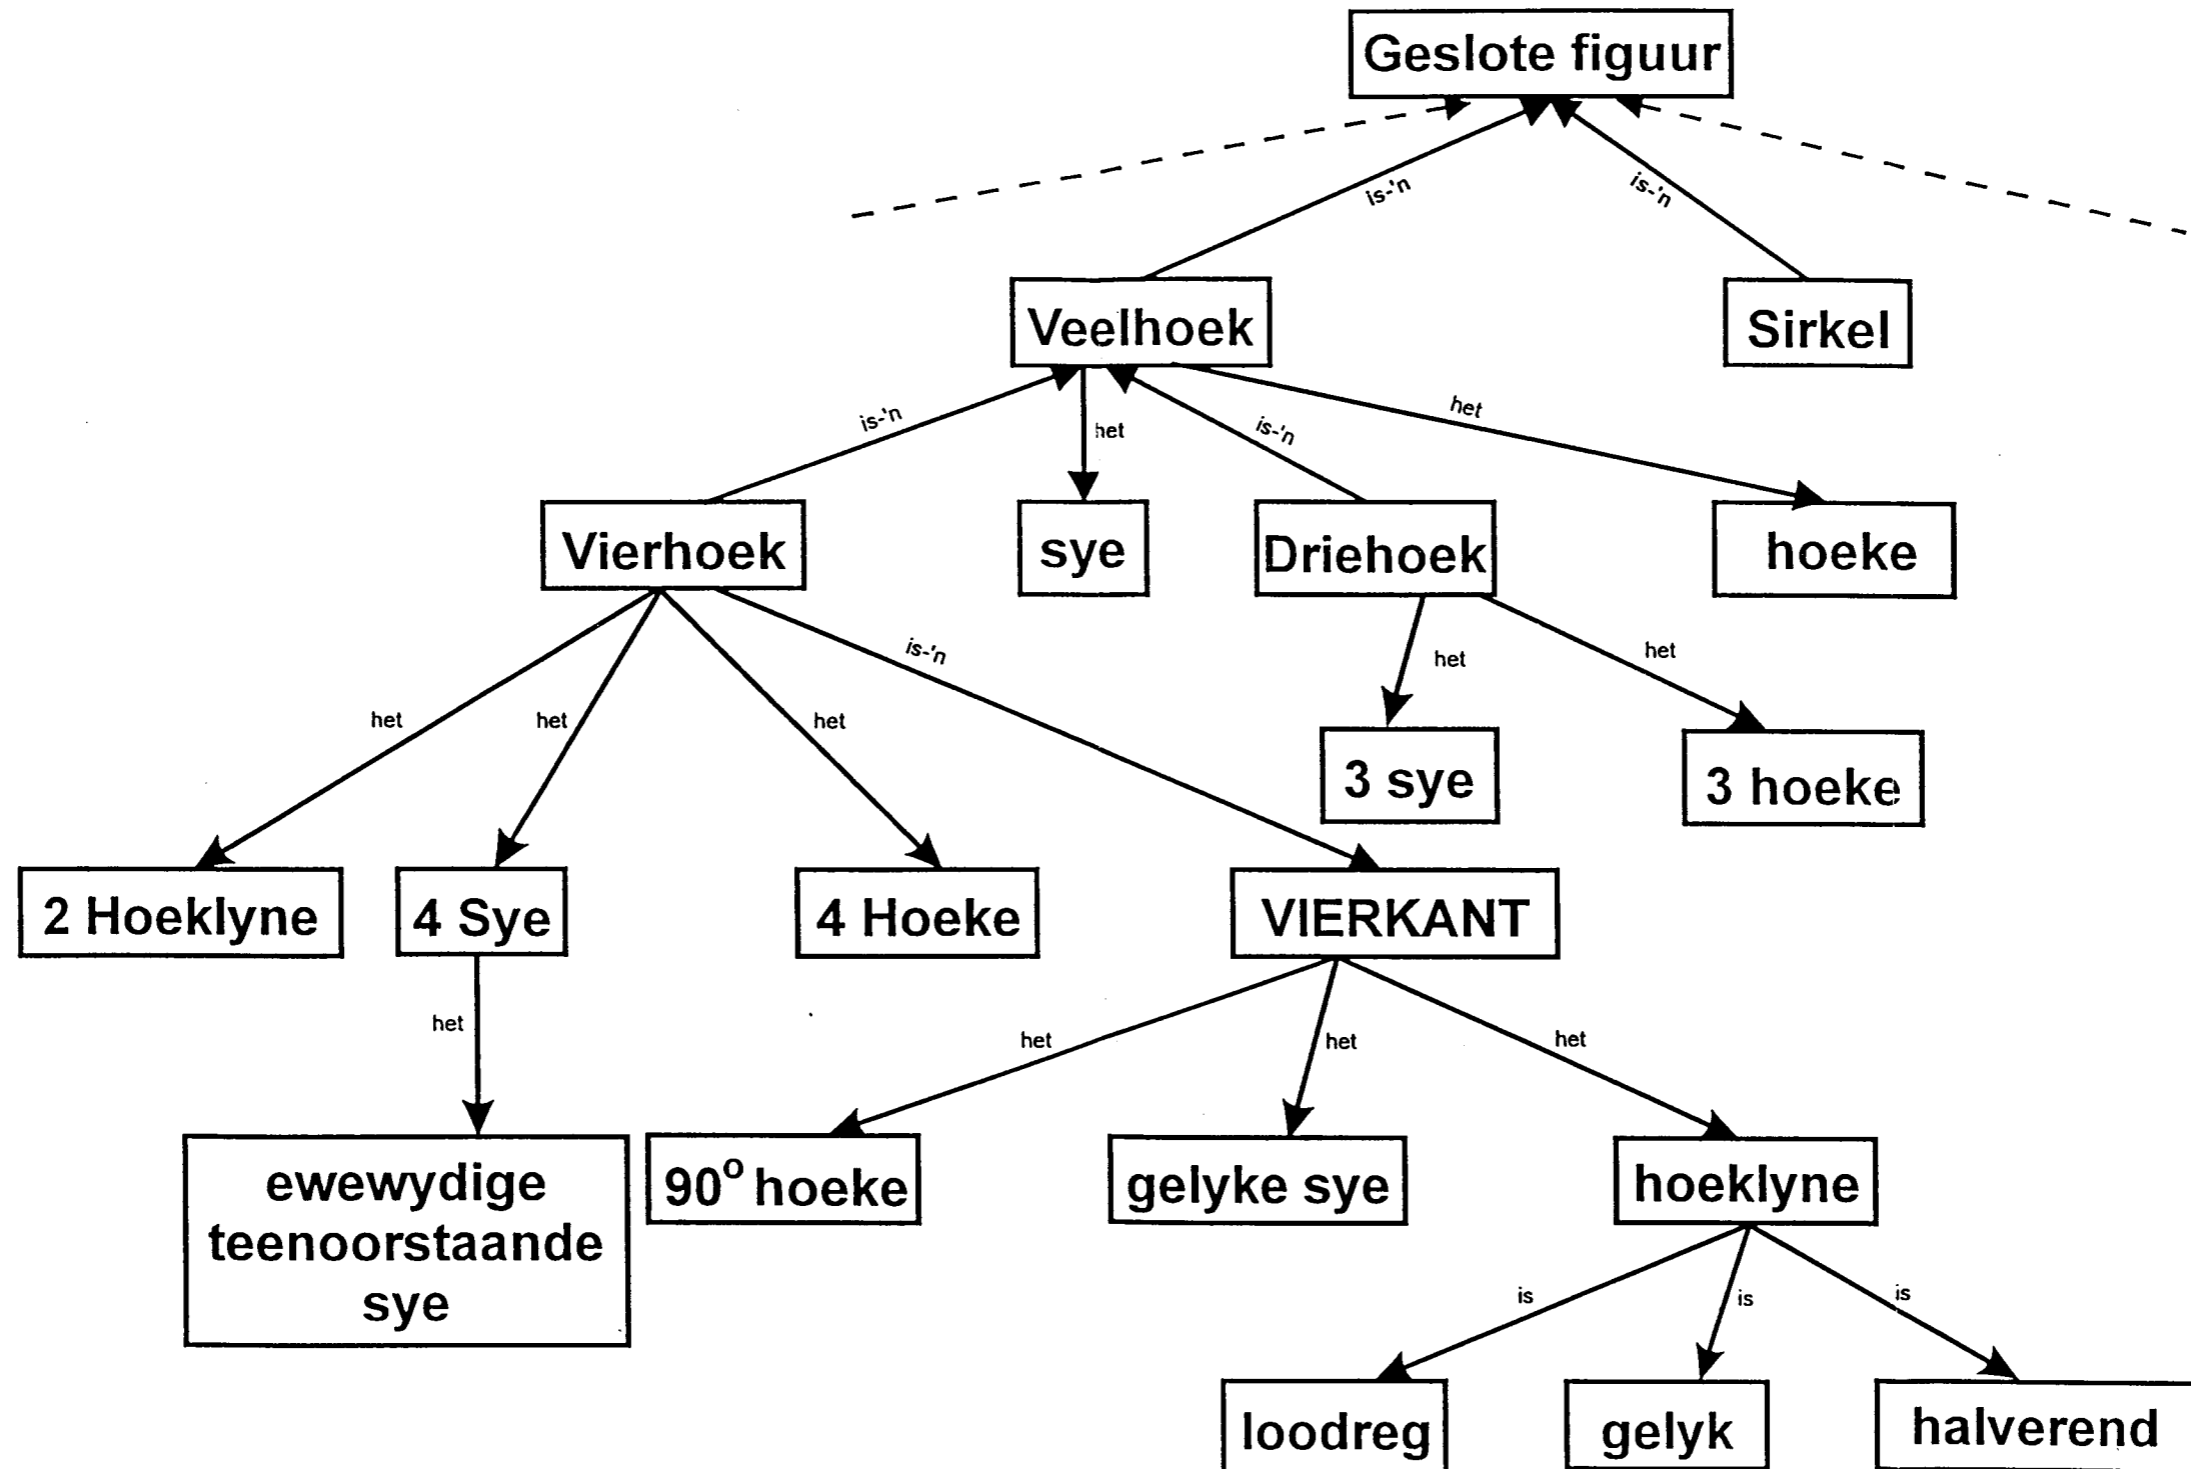 Geslote figuur
is-'n
is-'n
Veelhoek
Sirkel
is-'n
het
is-'n
het
Vierhoek
sye
Driehoek
hoeke
is-'n
het
het
het
het
het
3 sye
3 hoeke
2 Hoeklyne
4 Sye
4 Hoeke
VIERKANT
het
het
het
het
ewewydige
teenoorstaande
sye
90° hoeke
gelyke sye
hoeklyne
is
is
is
loodreg
gelyk
halverend